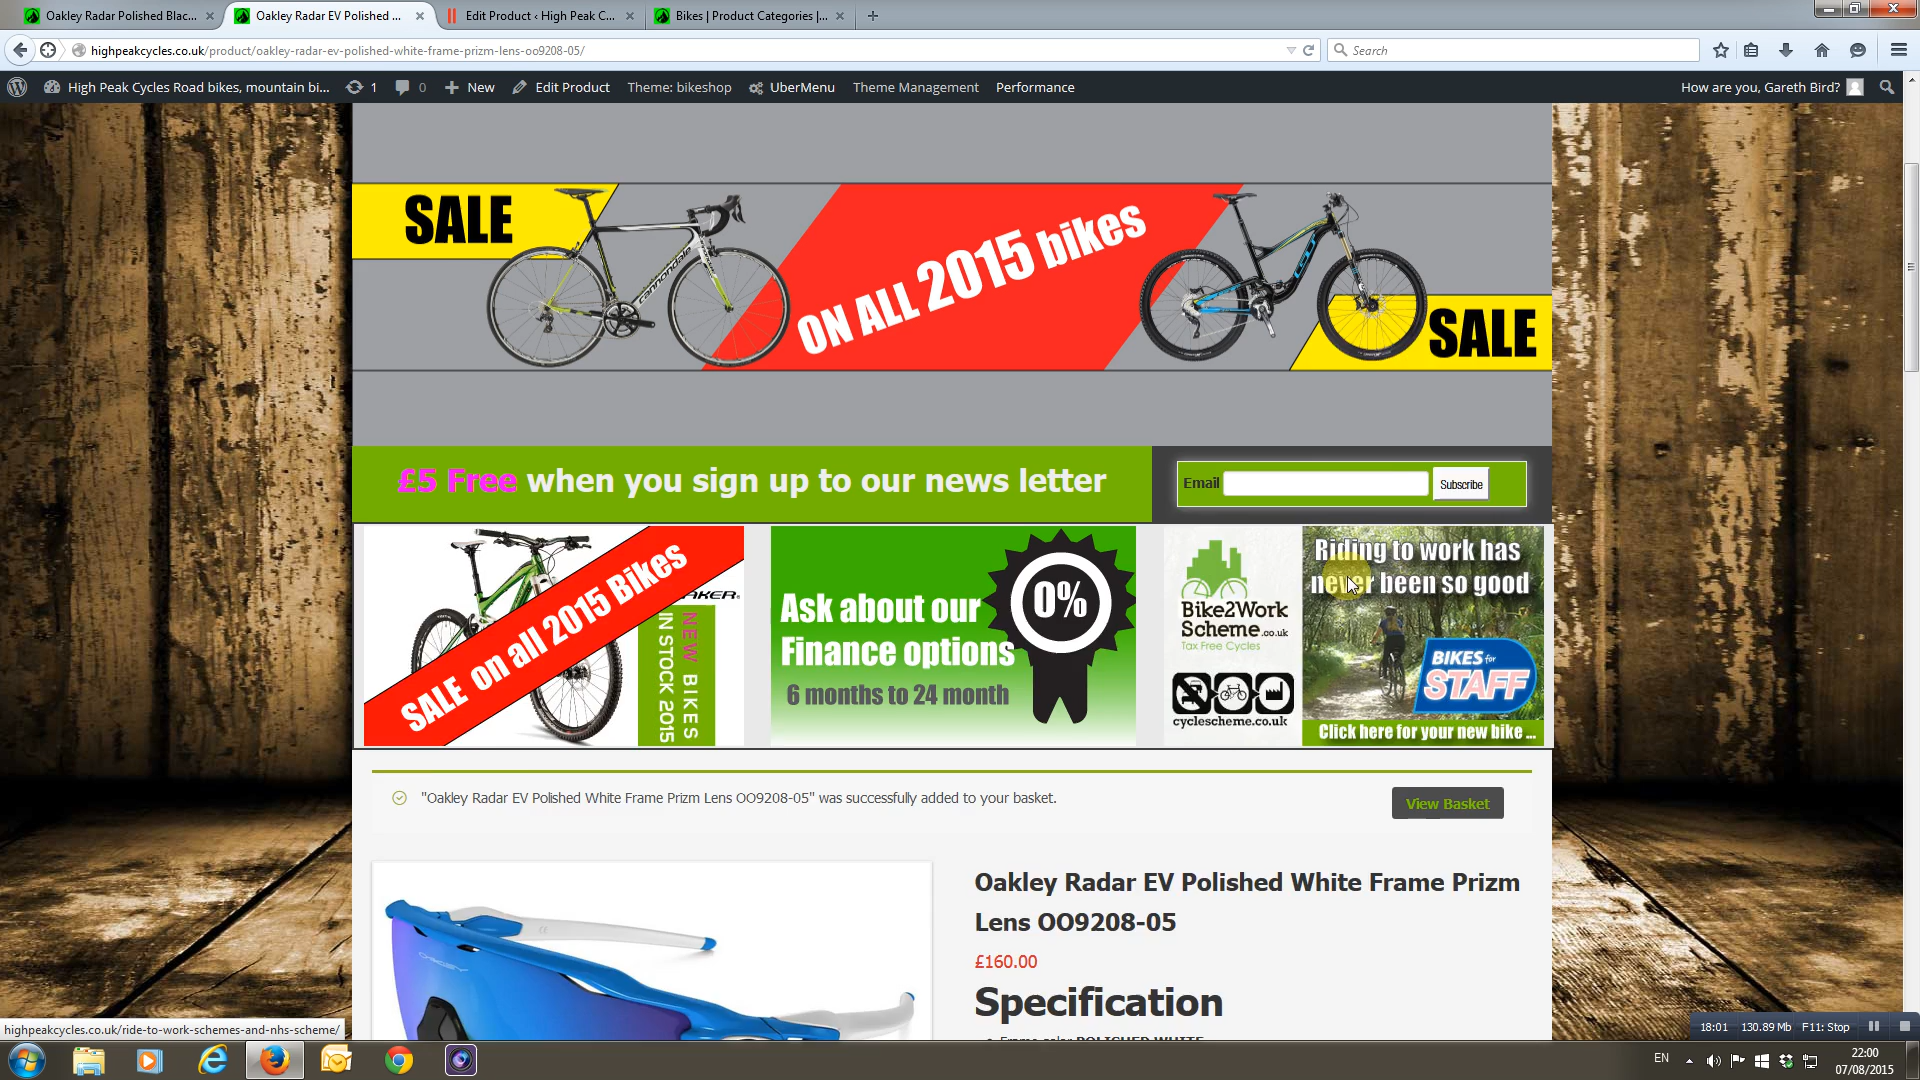 Oakley Radar Polished Blac...
Oakley Radar EV Polished ...
Edit Product ‹ High Peak C...
Bikes | Product Categories |...
highpeakcycles.co.uk/product/oakley-radar-ev-polished-white-frame-prizm-lens-oo9208-05/
Search
High Peak Cycles Road bikes, mountain bi...
1
0
New
Edit Product
Theme: bikeshop
UberMenu
Theme Management
Performance
How are you, Gareth Bird?
SALE
cannondale
ON ALL 2015 bikes
GT
SALE
£5 Free when you sign up to our news letter
Email
Subscribe
SALE on all 2015 Bikes
NEW BIKES
IN STOCK 2015
Ask about our
Finance options
6 months to 24 month
0%
Bike2Work
Scheme.co.uk
Tax Free Cycles
cyclescheme.co.uk
Riding to work has
never been so good
BIKES for
STAFF
Click here for your new bike ...
"Oakley Radar EV Polished White Frame Prizm Lens OO9208-05" was successfully added to your basket.
View Basket
OAKLEY
Oakley Radar EV Polished White Frame Prizm
Lens OO9208-05
£160.00
Specification
Frame color POLISHED WHITE
highpeakcycles.co.uk/ride-to-work-schemes-and-nhs-scheme/
18:01
130.89 Mb
F11: Stop
EN
22:00
07/08/2015